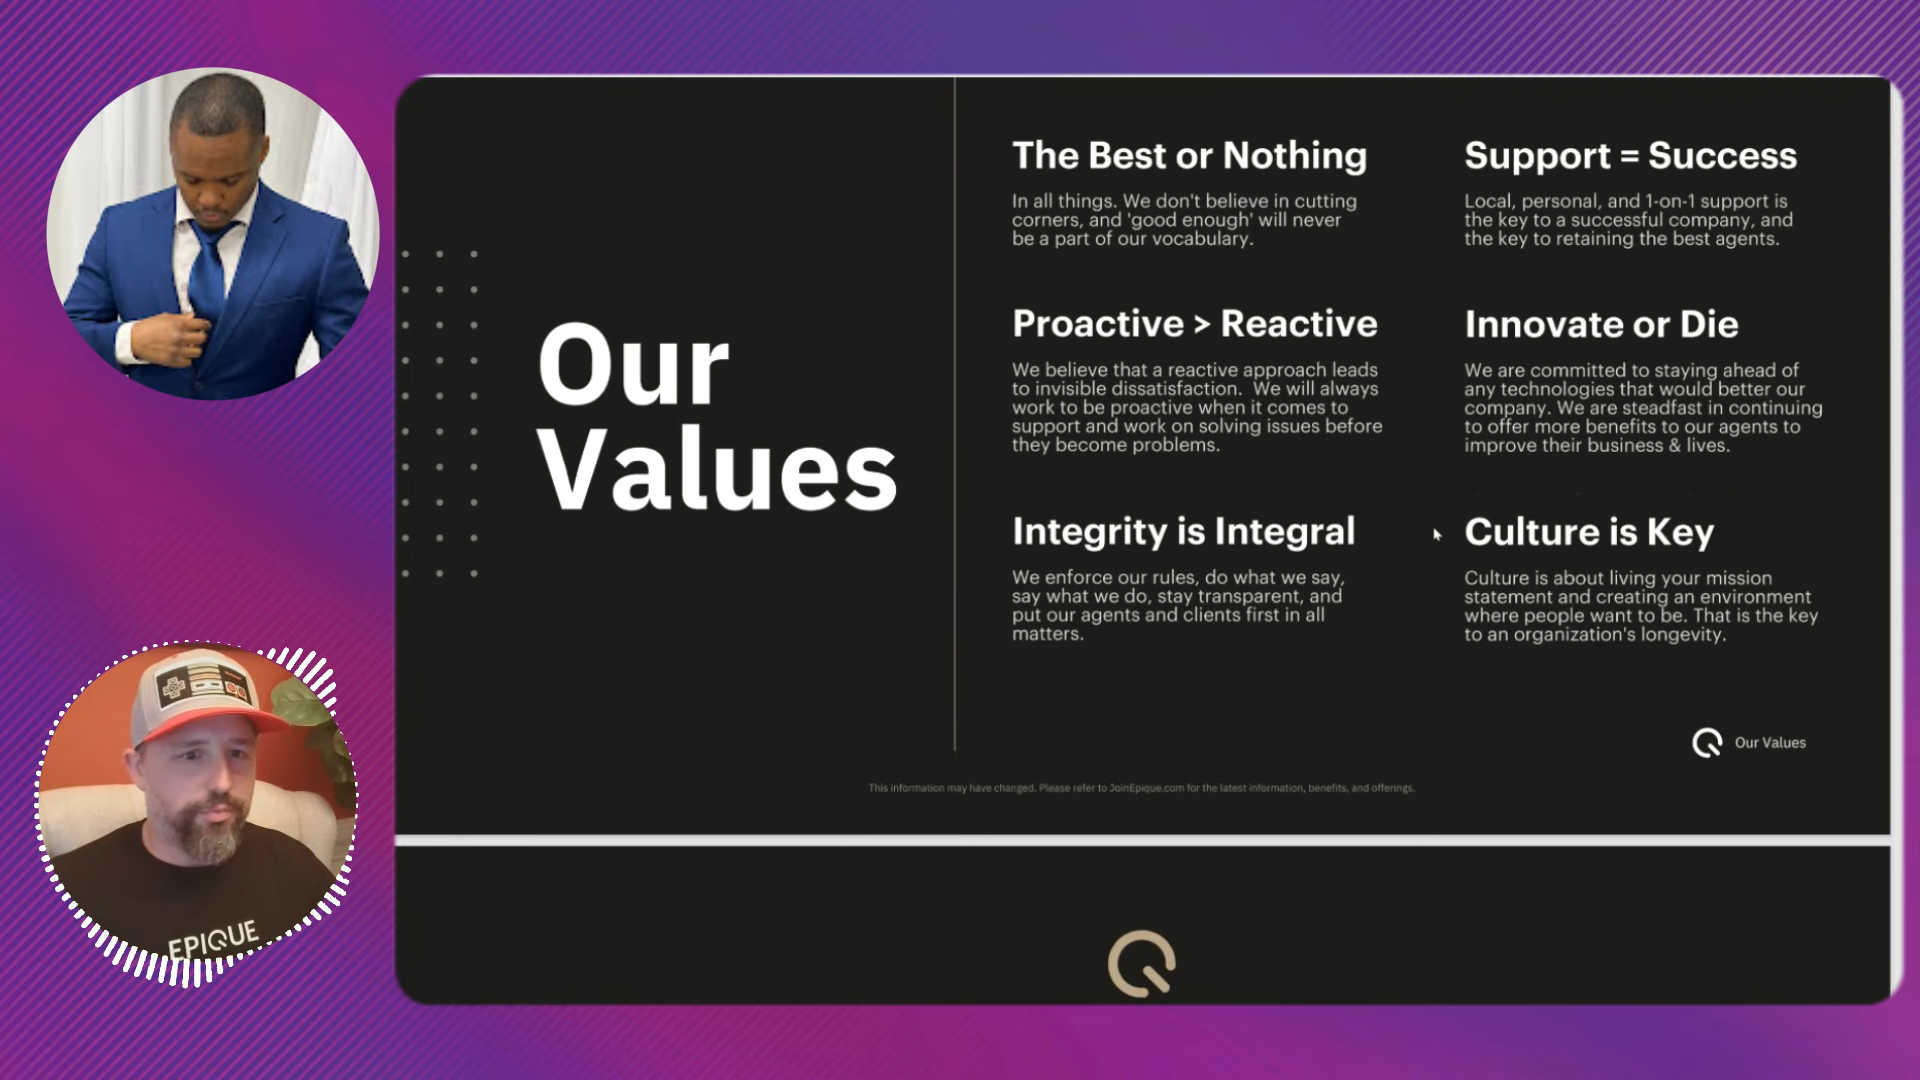 Our
Values
The Best or Nothing
In all things. We don't believe in cutting
corners, and 'good enough' will never
be a part of our vocabulary.
Proactive > Reactive
We believe that a reactive approach leads
to invisible dissatisfaction.  We will always
work to be proactive when it comes to
support and work on solving issues before
they become problems.
Integrity is Integral
We enforce our rules, do what we say,
say what we do, stay transparent, and
put our agents and clients first in all
matters.
Support = Success
Local, personal, and 1-on-1 support is
the key to a successful company, and
the key to retaining the best agents.
Innovate or Die
We are committed to staying ahead of
any technologies that would better our
company. We are steadfast in continuing
to offer more benefits to our agents to
improve their business & lives.
Culture is Key
Culture is about living your mission
statement and creating an environment
where people want to be. That is the key
to an organization's longevity.
Our Values
This information may have changed. Please refer to JoinEpique.com for the latest information, benefits, and offerings.
EPIQUE